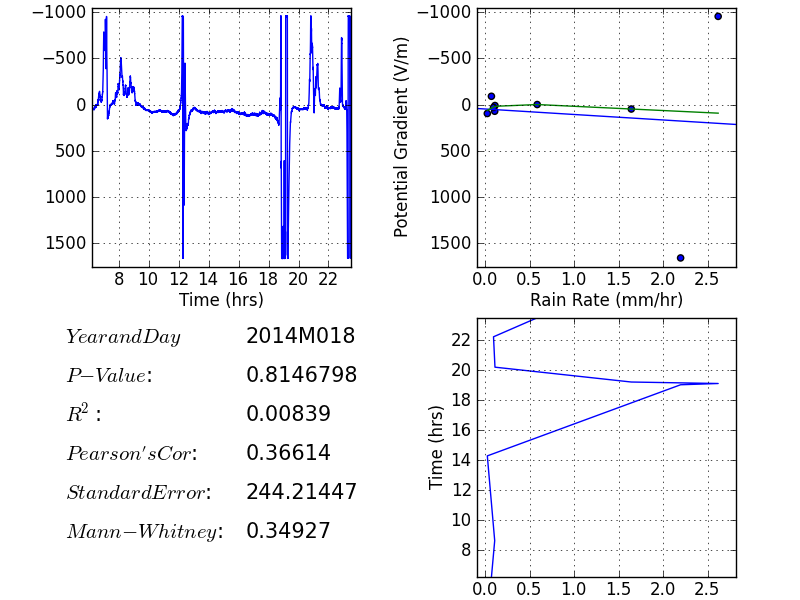 −1000
−500
0
500
1000
1500
8 10 12 14 16 18 20 22
Time (hrs)
Potential Gradient (V/m)
−1000
−500
0
500
1000
1500
0.0 0.5 1.0 1.5 2.0 2.5
Rain Rate (mm/hr)
YearandDay 2014M018
P−Value: 0.8146798
R² : 0.00839
Pearson'sCor: 0.36614
StandardError: 244.21447
Mann−Whitney: 0.34927
Time (hrs)
22
20
18
16
14
12
10
8
0.0 0.5 1.0 1.5 2.0 2.5